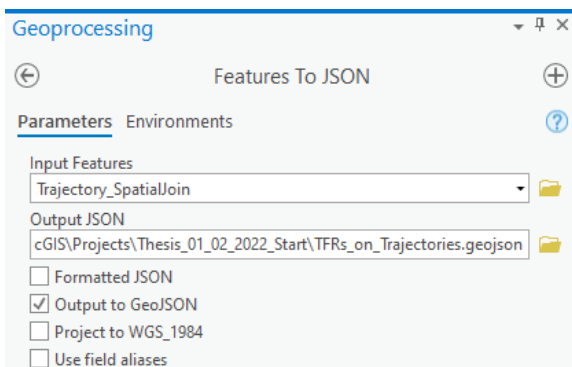 Geoprocessing
Features To JSON
Parameters Environments
Input Features
Trajectory_SpatialJoin
Output JSON
cGIS\Projects\Thesis_01_02_2022_Start\TFRs_on_Trajectories.geojson
Formatted JSON
Output to GeoJSON
Project to WGS_1984
Use field aliases